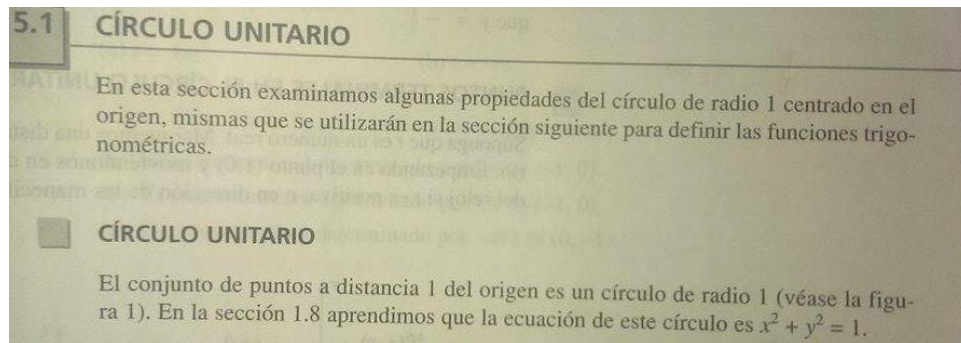 5.1 CÍRCULO UNITARIO
En esta sección examinamos algunas propiedades del círculo de radio 1 centrado en el
origen, mismas que se utilizarán en la sección siguiente para definir las funciones trigo-
nométricas.
CÍRCULO UNITARIO
El conjunto de puntos a distancia 1 del origen es un círculo de radio 1 (véase la figu-
ra 1). En la sección 1.8 aprendimos que la ecuación de este círculo es x² + y² = 1.